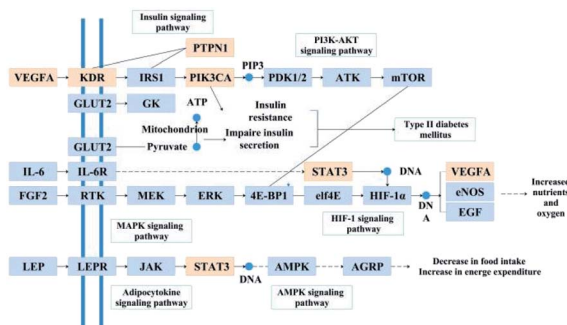 Insulin signaling
pathway
PTPN1
PI3K-AKT
signaling pathway
PIP3
VEGFA
KDR
IRS1
PIK3CA
PDK1/2
ATK
mTOR
GLUT2
GK
ATP
Insulin
resistance
Mitochondrion
Impaire insulin
secretion
Type II diabetes
mellitus
GLUT2
Pyruvate
IL-6
IL-6R
STAT3
DNA
VEGFA
FGF2
RTK
MEK
ERK
4E-BP1
elf4E
HIF-1α
DN
A
eNOS
EGF
Increased
nutrients
and
oxygen
MAPK signaling
pathway
HIF-1 signaling
pathway
LEP
LEPR
JAK
STAT3
DNA
AMPK
AGRP
Decrease in food intake
Increase in energy expenditure
Adipocytokine
signaling pathway
AMPK signaling
pathway